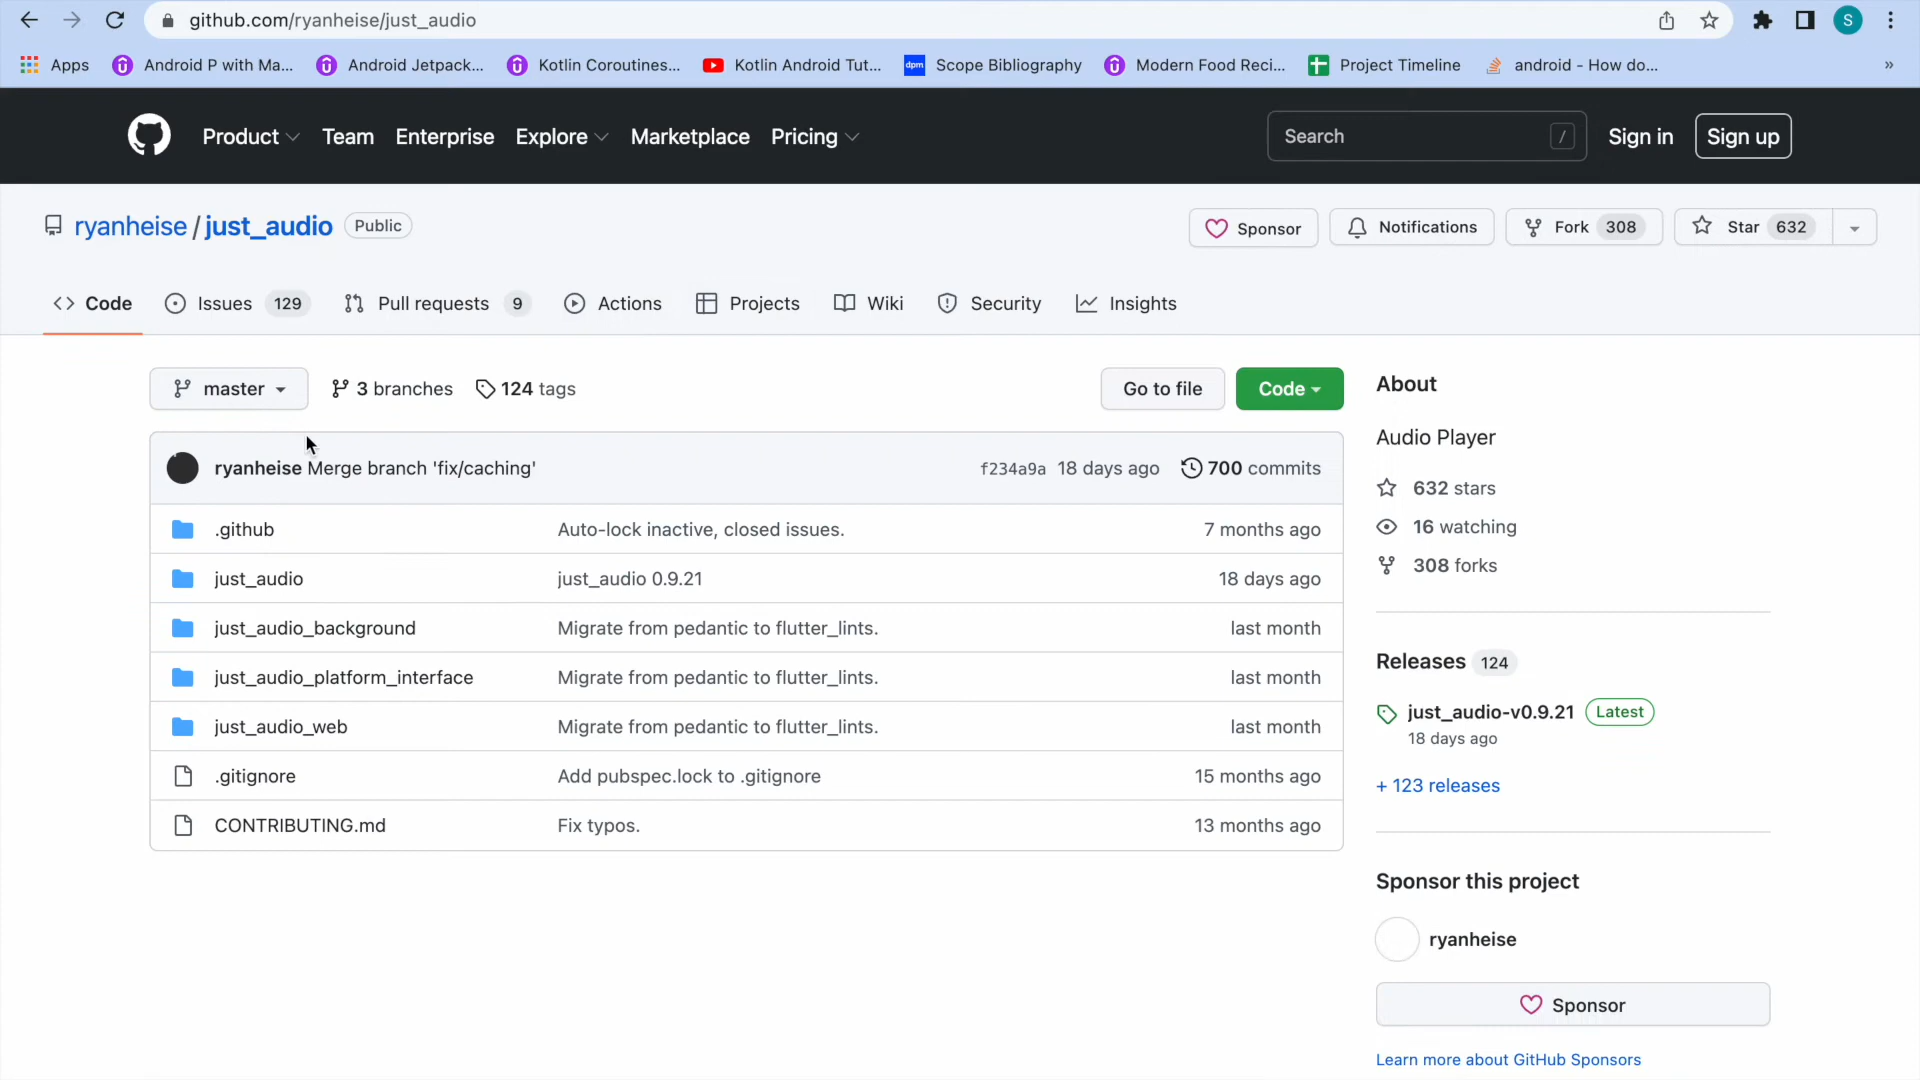 github.com/ryanheise/just_audio
S
Apps Android P with Ma... Android Jetpack... Kotlin Coroutines... Kotlin Android Tut... dpm Scope Bibliography Modern Food Reci... Project Timeline android - How do... »
Product Team Enterprise Explore Marketplace Pricing Search / Sign in Sign up
ryanheise / just_audio Public Sponsor Notifications Fork 308 Star 632
<> Code Issues 129 Pull requests 9 Actions Projects Wiki Security Insights
master 3 branches 124 tags Go to file Code
ryanheise Merge branch 'fix/caching' f234a9a 18 days ago 700 commits
.github Auto-lock inactive, closed issues. 7 months ago
just_audio just_audio 0.9.21 18 days ago
just_audio_background Migrate from pedantic to flutter_lints. last month
just_audio_platform_interface Migrate from pedantic to flutter_lints. last month
just_audio_web Migrate from pedantic to flutter_lints. last month
.gitignore Add pubspec.lock to .gitignore 15 months ago
CONTRIBUTING.md Fix typos. 13 months ago
About
Audio Player
632 stars
16 watching
308 forks
Releases 124
just_audio-v0.9.21 Latest
18 days ago
+ 123 releases
Sponsor this project
ryanheise
Sponsor
Learn more about GitHub Sponsors